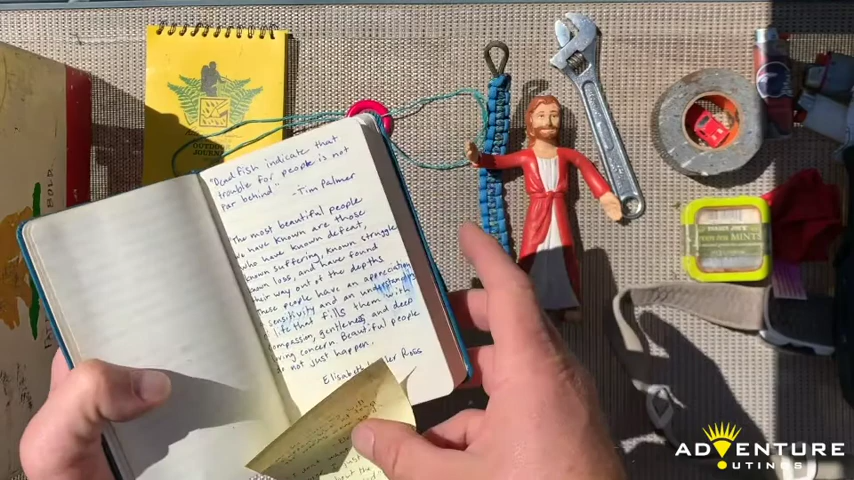 OUTDOOR
JOURNAL
"Dead fish indicate that
trouble for people is not
far behind."
-Tim Palmer
The most beautiful people
we have known are those
who have known defeat,
known suffering, known struggle
known loss, and have found
their way out of the depths
These people have an appreciation
sensitivity and an understanding
life that fills them with
compassion, gentleness and deep
loving concern. Beautiful people
do not just happen.
Elisabeth Ross
TRADER JOE'S
MINTS
ADVENTURE
OUTINGS